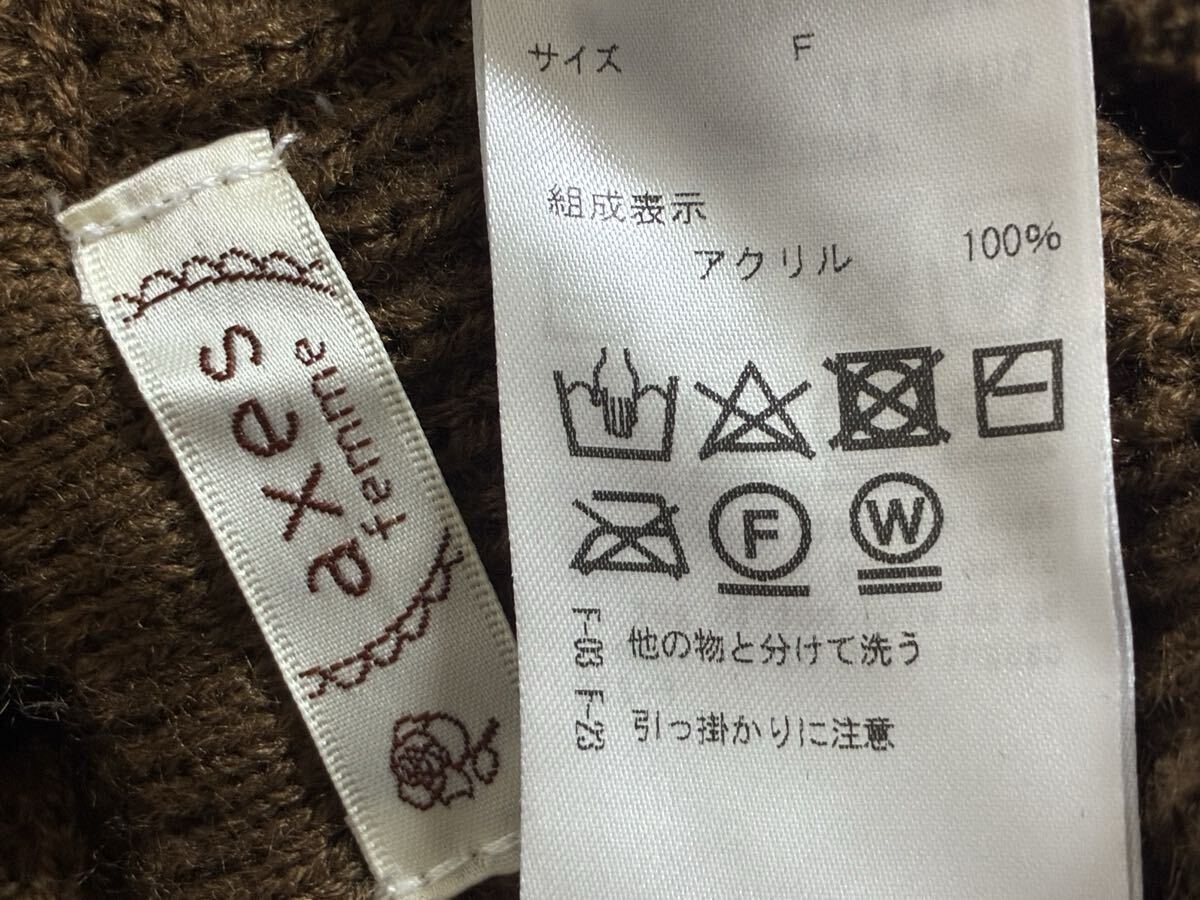 axes
femme
サイズ F
組成表示
アクリル 100%
F W
F-03 他の物と分けて洗う
F-23 引っ掛かりに注意